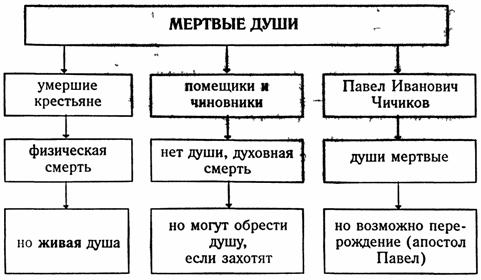 МЕРТВЫЕ ДУШИ
умершие
крестьяне
помещики и
чиновники
Павел Иванович
Чичиков
физическая
смерть
нет души, духовная
смерть
души мертвые
но живая душа
но могут обрести
душу,
если захотят
но возможно пере-
рождение (апостол
Павел)